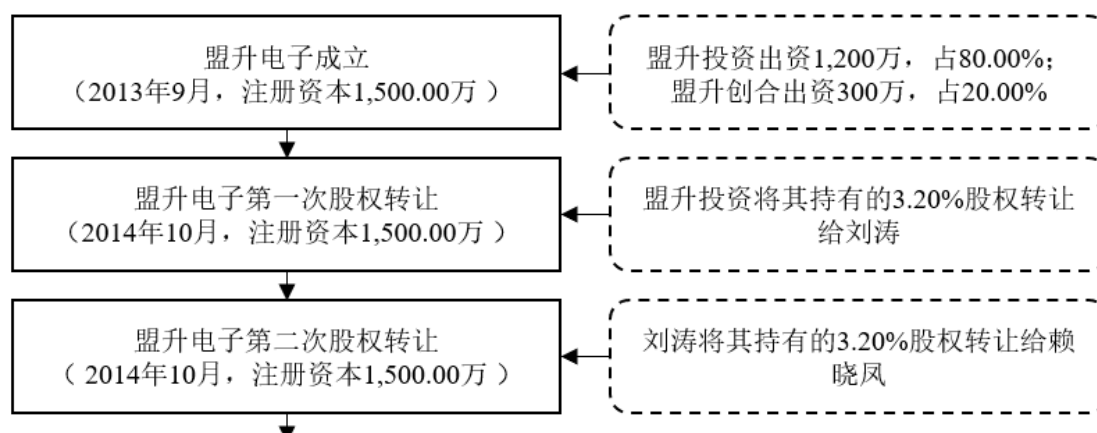 盟升电子成立
（2013年9月，注册资本1,500.00万 ）
盟升投资出资1,200万，占80.00%；
盟升创合出资300万，占20.00%
盟升电子第一次股权转让
（2014年10月，注册资本1,500.00万 ）
盟升投资将其持有的3.20%股权转让
给刘涛
盟升电子第二次股权转让
（ 2014年10月，注册资本1,500.00万 ）
刘涛将其持有的3.20%股权转让给赖
晓凤